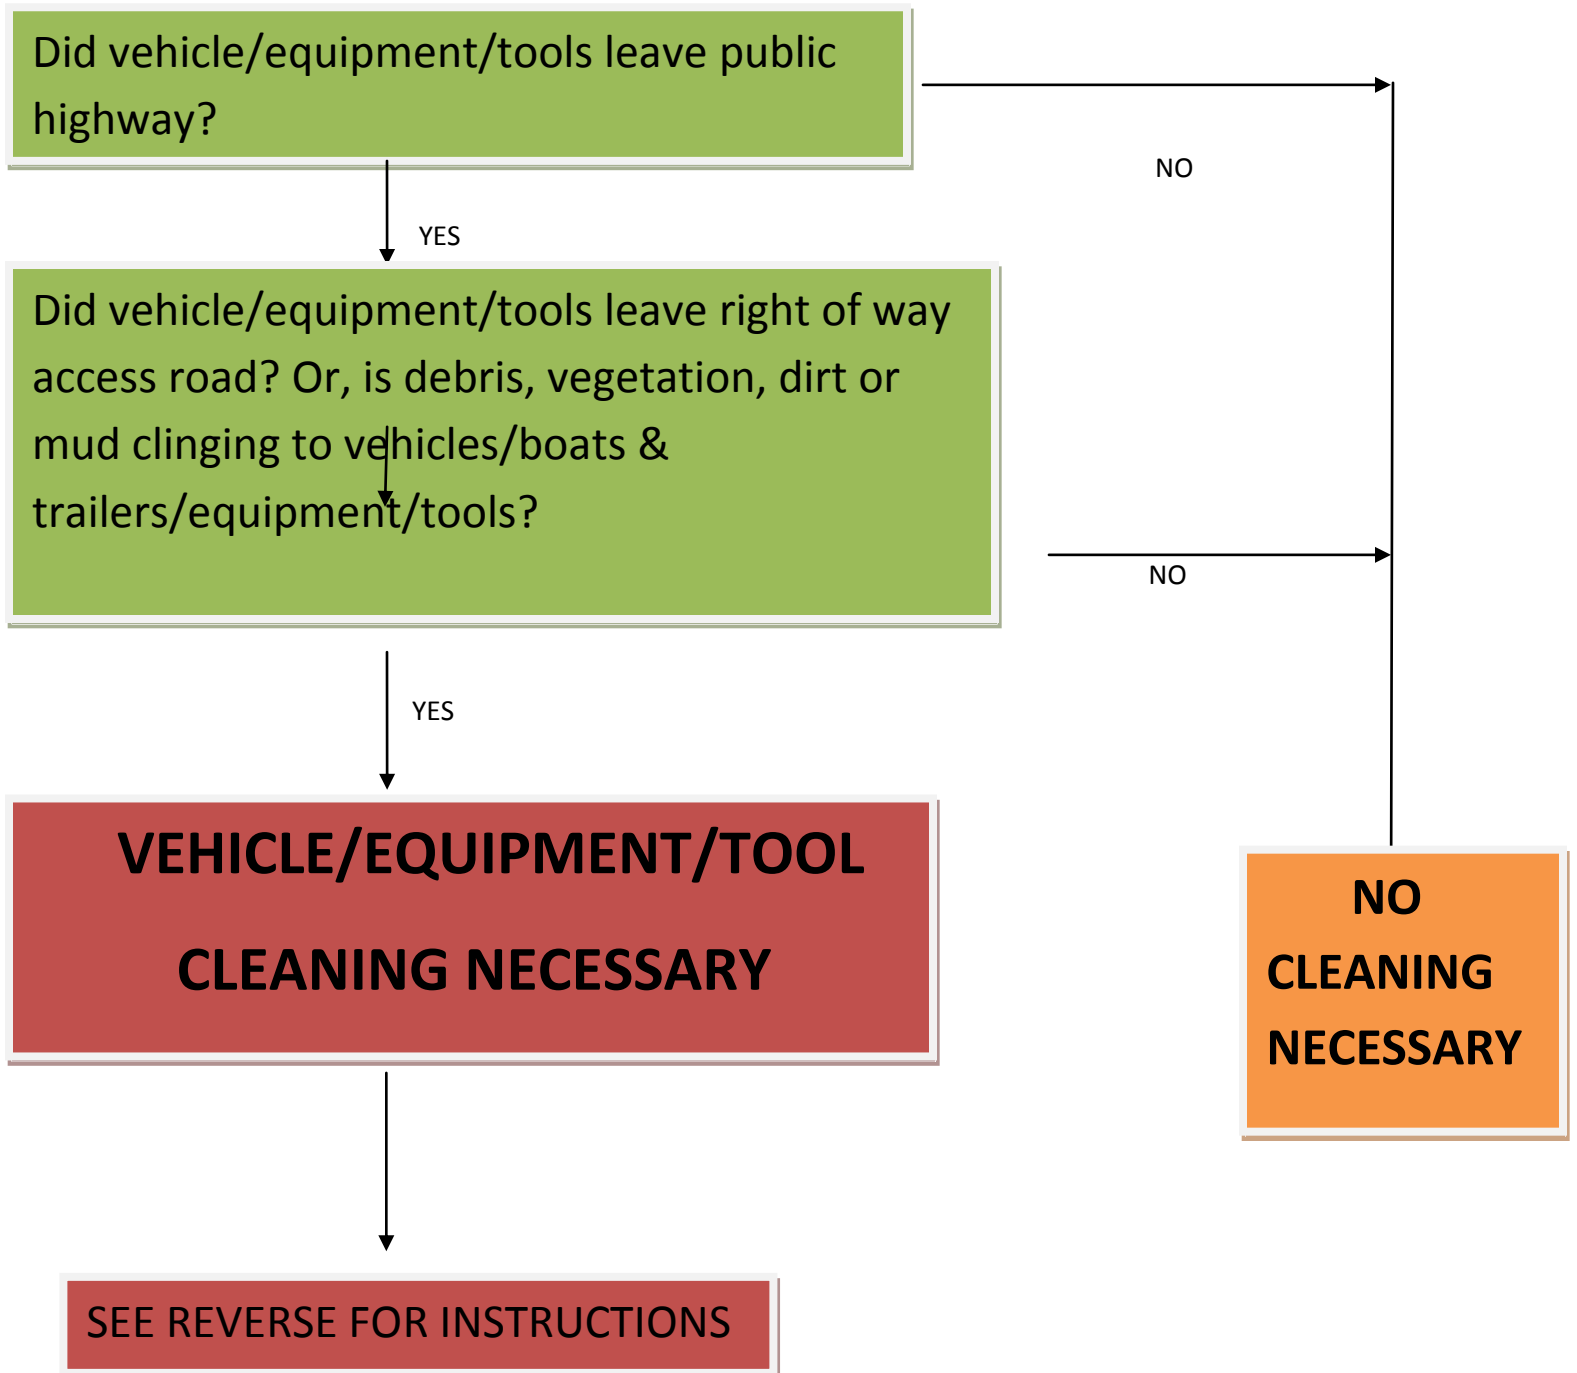 Did vehicle/equipment/tools leave public
highway?
NO
YES
Did vehicle/equipment/tools leave right of way
access road? Or, is debris, vegetation, dirt or
mud clinging to vehicles/boats &
trailers/equipment/tools?
NO
YES
VEHICLE/EQUIPMENT/TOOL
CLEANING NECESSARY
NO
CLEANING
NECESSARY
SEE REVERSE FOR INSTRUCTIONS